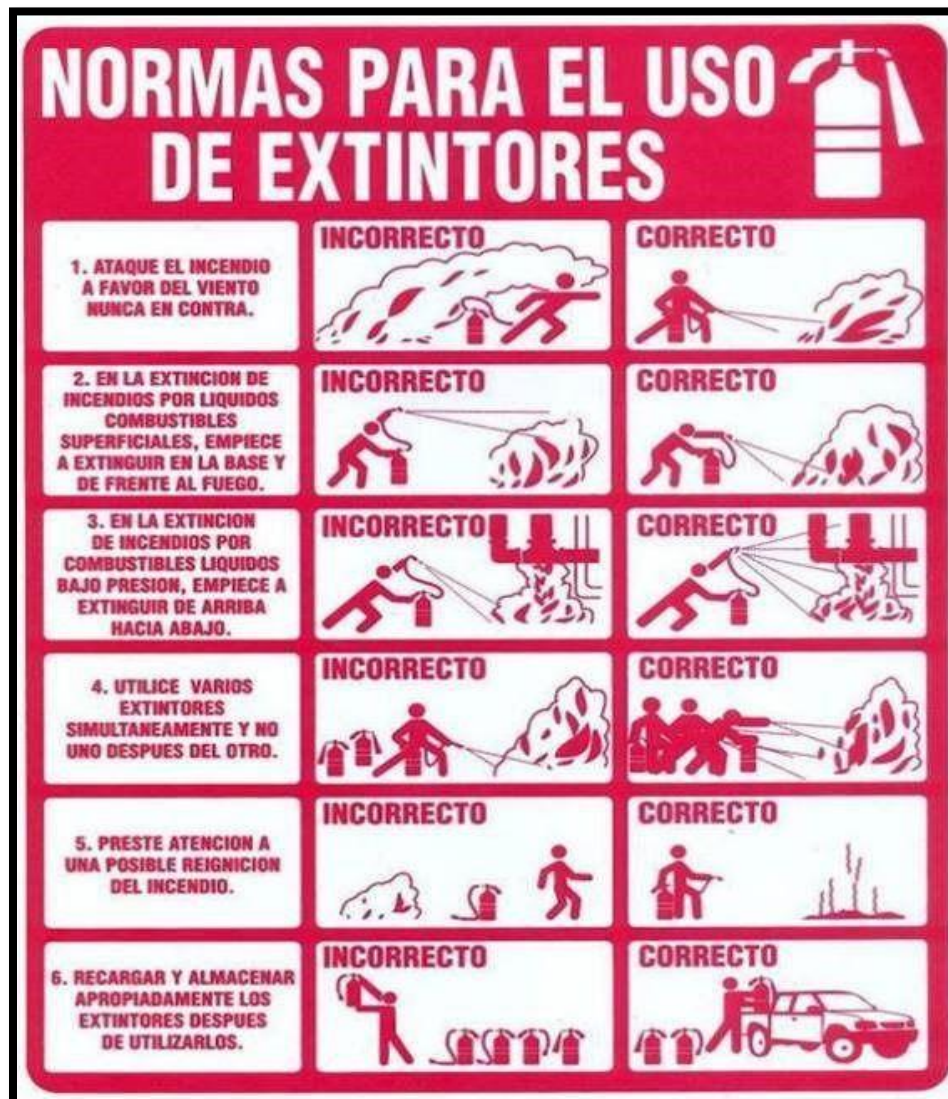 NORMAS PARA EL USO
DE EXTINTORES
1. ATAQUE EL INCENDIO
A FAVOR DEL VIENTO
NUNCA EN CONTRA.
INCORRECTO
CORRECTO
2. EN LA EXTINCION DE
INCENDIOS POR LIQUIDOS
COMBUSTIBLES
SUPERFICIALES, EMPIECE
A EXTINGUIR EN LA BASE Y
DE FRENTE AL FUEGO.
INCORRECTO
CORRECTO
3. EN LA EXTINCION
DE INCENDIOS POR
COMBUSTIBLES LIQUIDOS
BAJO PRESION, EMPIECE A
EXTINGUIR DE ARRIBA
HACIA ABAJO.
INCORRECTO
CORRECTO
4. UTILICE VARIOS
EXTINTORES
SIMULTANEAMENTE Y NO
UNO DESPUES DEL OTRO.
INCORRECTO
CORRECTO
5. PRESTE ATENCION A
UNA POSIBLE REIGNICION
DEL INCENDIO.
INCORRECTO
CORRECTO
6. RECARGAR Y ALMACENAR
APROPIADAMENTE LOS
EXTINTORES DESPUES
DE UTILIZARLOS.
INCORRECTO
CORRECTO